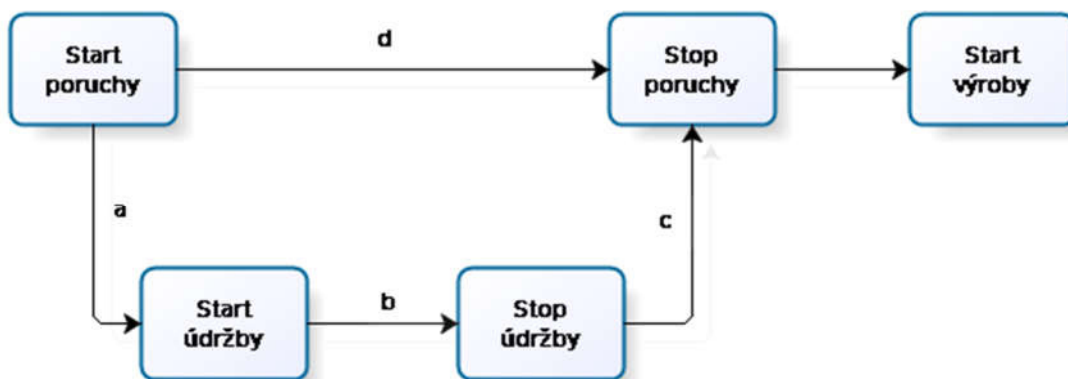 Start
poruchy
d
Stop
poruchy
Start
výroby
a
c
Start
údržby
b
Stop
údržby